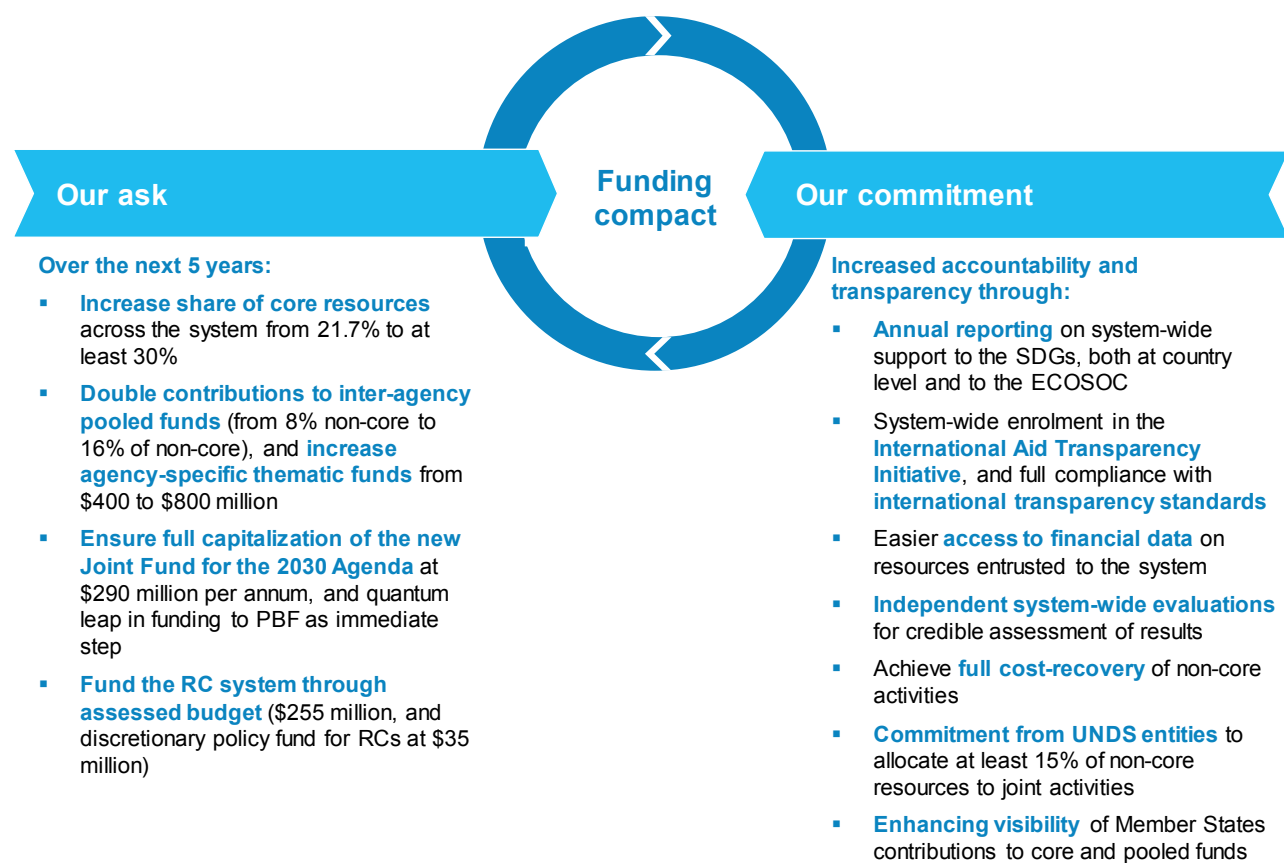 Our ask
Funding
compact
Our commitment
Over the next 5 years:
▪ Increase share of core resources
across the system from 21.7% to at
least 30%
▪ Double contributions to inter-agency
pooled funds (from 8% non-core to
16% of non-core), and increase
agency-specific thematic funds from
$400 to $800 million
▪ Ensure full capitalization of the new
Joint Fund for the 2030 Agenda at
$290 million per annum, and quantum
leap in funding to PBF as immediate
step
▪ Fund the RC system through
assessed budget ($255 million, and
discretionary policy fund for RCs at $35
million)
Increased accountability and
transparency through:
▪ Annual reporting on system-wide
support to the SDGs, both at country
level and to the ECOSOC
▪ System-wide enrolment in the
International Aid Transparency
Initiative, and full compliance with
international transparency standards
▪ Easier access to financial data on
resources entrusted to the system
▪ Independent system-wide evaluations
for credible assessment of results
▪ Achieve full cost-recovery of non-core
activities
▪ Commitment from UNDS entities to
allocate at least 15% of non-core
resources to joint activities
▪ Enhancing visibility of Member States
contributions to core and pooled funds